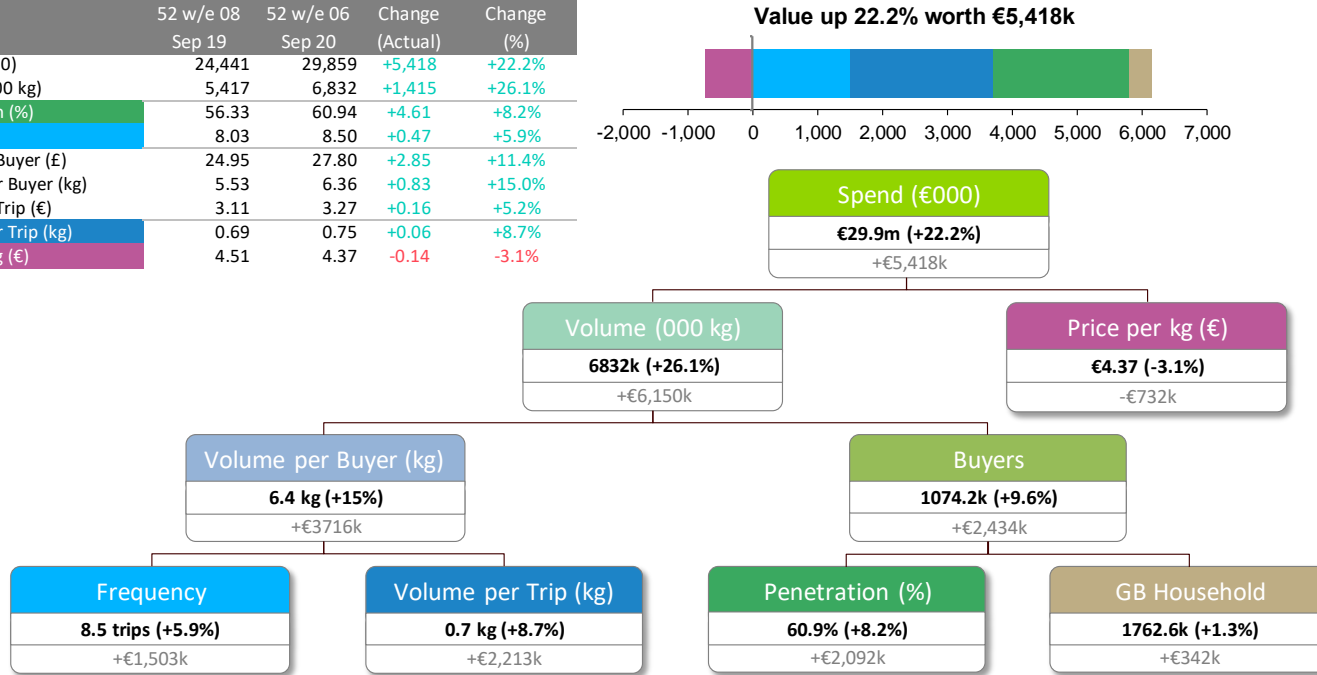 52 w/e 08 52 w/e 06 Change Change
Sep 19 Sep 20 (Actual) (%)
0) 24,441 29,859 +5,418 +22.2%
00 kg) 5,417 6,832 +1,415 +26.1%
n (%) 56.33 60.94 +4.61 +8.2%
8.03 8.50 +0.47 +5.9%
Buyer (£) 24.95 27.80 +2.85 +11.4%
r Buyer (kg) 5.53 6.36 +0.83 +15.0%
Trip (€) 3.11 3.27 +0.16 +5.2%
r Trip (kg) 0.69 0.75 +0.06 +8.7%
g (€) 4.51 4.37 -0.14 -3.1%
Value up 22.2% worth €5,418k
-2,000 -1,000 0 1,000 2,000 3,000 4,000 5,000 6,000 7,000
Spend (€000)
€29.9m (+22.2%)
+€5,418k
Volume (000 kg)
6832k (+26.1%)
+€6,150k
Price per kg (€)
€4.37 (-3.1%)
-€732k
Volume per Buyer (kg)
6.4 kg (+15%)
+€3716k
Buyers
1074.2k (+9.6%)
+€2,434k
Frequency
8.5 trips (+5.9%)
+€1,503k
Volume per Trip (kg)
0.7 kg (+8.7%)
+€2,213k
Penetration (%)
60.9% (+8.2%)
+€2,092k
GB Household
1762.6k (+1.3%)
+€342k